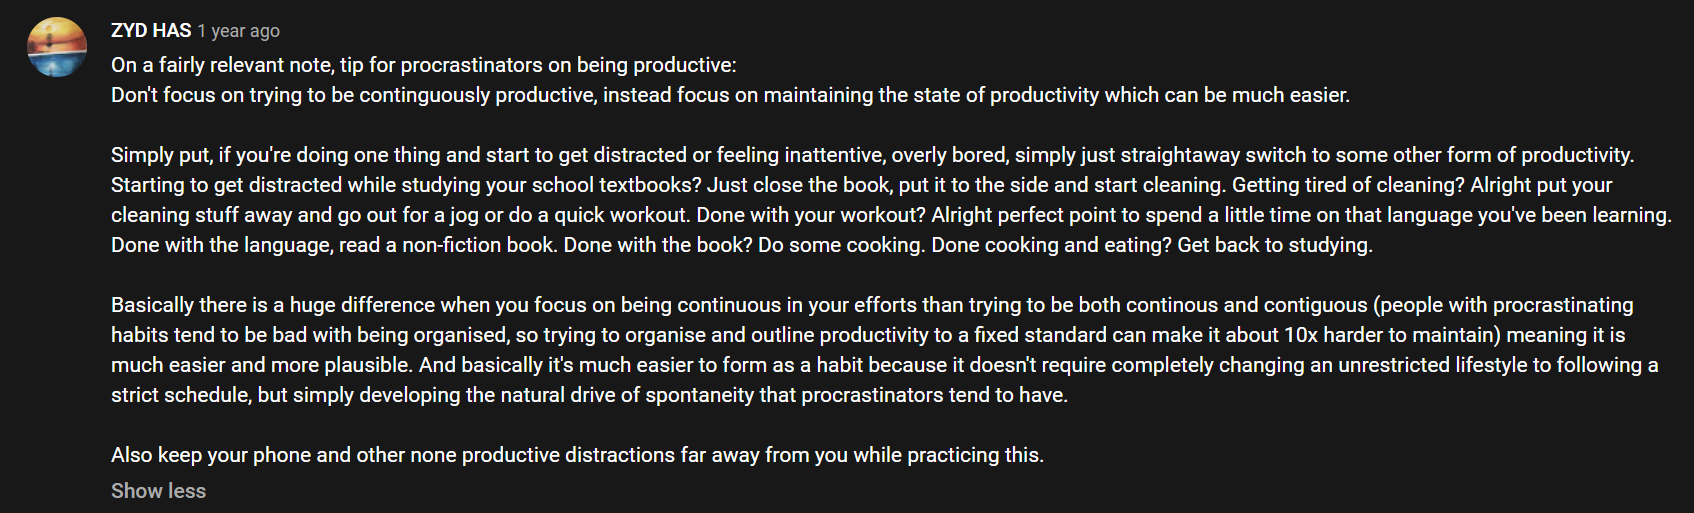 ZYD HAS 1 year ago
On a fairly relevant note, tip for procrastinators on being productive:
Don't focus on trying to be continguously productive, instead focus on maintaining the state of productivity which can be much easier.
Simply put, if you're doing one thing and start to get distracted or feeling inattentive, overly bored, simply just straightaway switch to some other form of productivity.
Starting to get distracted while studying your school textbooks? Just close the book, put it to the side and start cleaning. Getting tired of cleaning? Alright put your
cleaning stuff away and go out for a jog or do a quick workout. Done with your workout? Alright perfect point to spend a little time on that language you've been learning.
Done with the language, read a non-fiction book. Done with the book? Do some cooking. Done cooking and eating? Get back to studying.
Basically there is a huge difference when you focus on being continuous in your efforts than trying to be both continous and contiguous (people with procrastinating
habits tend to be bad with being organised, so trying to organise and outline productivity to a fixed standard can make it about 10x harder to maintain) meaning it is
much easier and more plausible. And basically it's much easier to form as a habit because it doesn't require completely changing an unrestricted lifestyle to following a
strict schedule, but simply developing the natural drive of spontaneity that procrastinators tend to have.
Also keep your phone and other none productive distractions far away from you while practicing this.
Show less